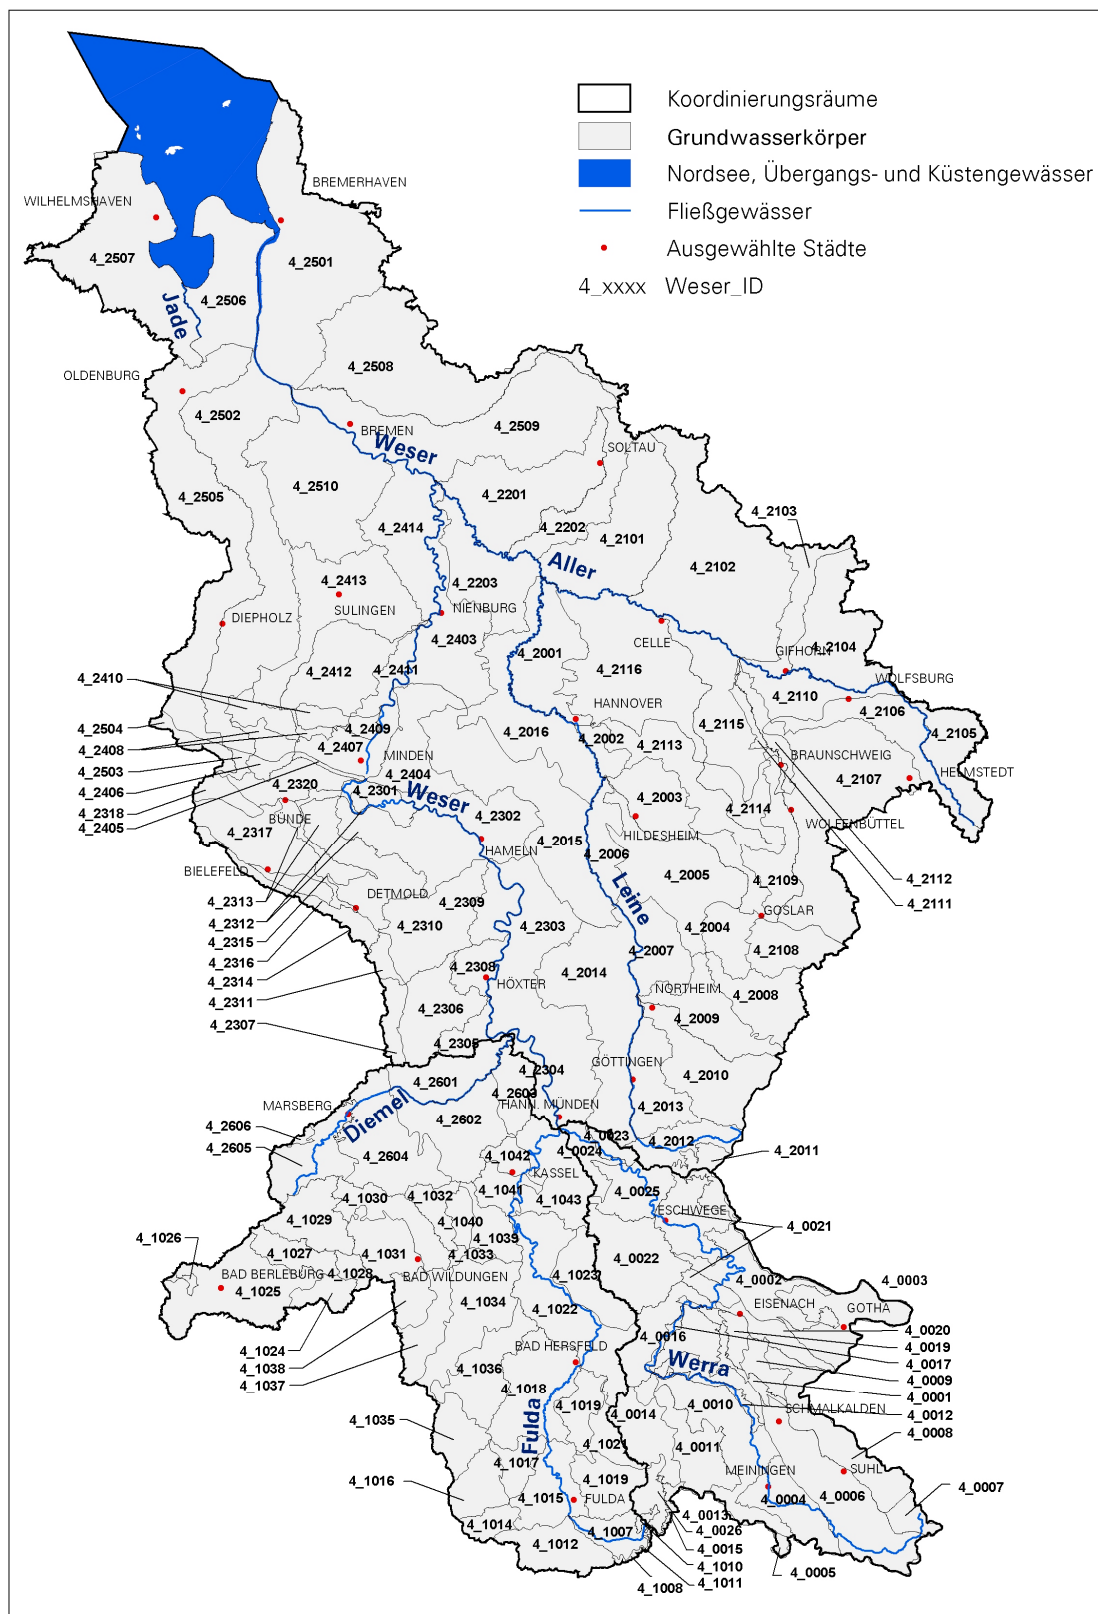 Koordinierungsräume
Grundwasserkörper
Nordsee, Übergangs- und Küstengewässer
Fließgewässer
Ausgewählte Städte
4_xxxx Weser_ID
BREMERHAVEN
WILHELMSHAVEN
4_2507
4_2501
4_2506
Jade
4_2508
OLDENBURG
4_2502
4_2509
BREMEN
Weser
SOLTAU
4_2505
4_2510
4_2201
4_2103
4_2414
4_2202
4_2101
Aller
4_2102
4_2413
4_2203
SULINGEN
NIENBURG
DIEPHOLZ
4_2403
CELLE
4_2104
4_2001
GIFHORN
4_2412
4_2411
4_2116
4_2410
WOLFSBURG
4_2110
HANNOVER
4_2106
4_2504
4_2409
4_2016
4_2115
4_2105
4_2408
4_2407
4_2002
4_2113
MINDEN
BRAUNSCHWEIG
4_2503
4_2404
4_2107
HELMSTEDT
4_2406
4_2320
4_2301
Weser
4_2003
4_2318
4_2302
4_2114
BÜNDE
WOLFENBÜTTEL
4_2405
HILDESHEIM
4_2317
4_2015
HAMELN
4_2006
BIELEFELD
4_2005
4_2112
Leine
4_2109
DETMOLD
4_2313
4_2309
4_2111
GOSLAR
4_2312
4_2310
4_2303
4_2004
4_2315
4_2007
4_2108
4_2316
4_2308
4_2014
4_2314
HÖXTER
NORTHEIM
4_2008
4_2311
4_2306
4_2009
4_2307
4_2305
GÖTTINGEN
4_2304
4_2601
4_2010
4_2603
MARSBERG
HANN. MÜNDEN
4_2013
Diemel
4_2602
4_2606
4_0023
4_2012
4_2605
4_2604
4_1042
4_0024
4_2011
KASSEL
4_1041
4_0025
4_1030
4_1032
4_1043
ESCHWEGE
4_1029
4_1040
4_0021
4_1026
4_1039
4_1027
4_1031
4_1033
4_0022
BAD BERLEBURG
4_1028
BAD WILDUNGEN
4_1023
4_0002
4_0003
4_1025
4_1034
EISENACH
4_1022
GOTHA
4_0020
4_0016
BAD HERSFELD
4_0019
4_1024
4_0017
4_1038
4_1036
Werra
4_0009
4_1037
4_1018
4_0001
4_0010
4_1019
4_0014
4_0012
4_1035
Fulda
SCHMALKALDEN
4_0008
4_1021
4_0011
4_1017
MEININGEN
SUHL
4_1016
4_1019
4_0007
4_1015
FULDA
4_0004
4_0006
4_0013
4_1014
4_1007
4_0026
4_1012
4_0015
4_1010
4_0005
4_1011
4_1008